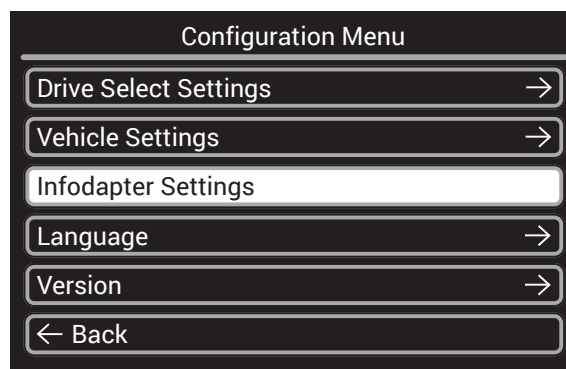 Configuration Menu
Drive Select Settings →
Vehicle Settings →
Infodapter Settings
Language →
Version →
← Back